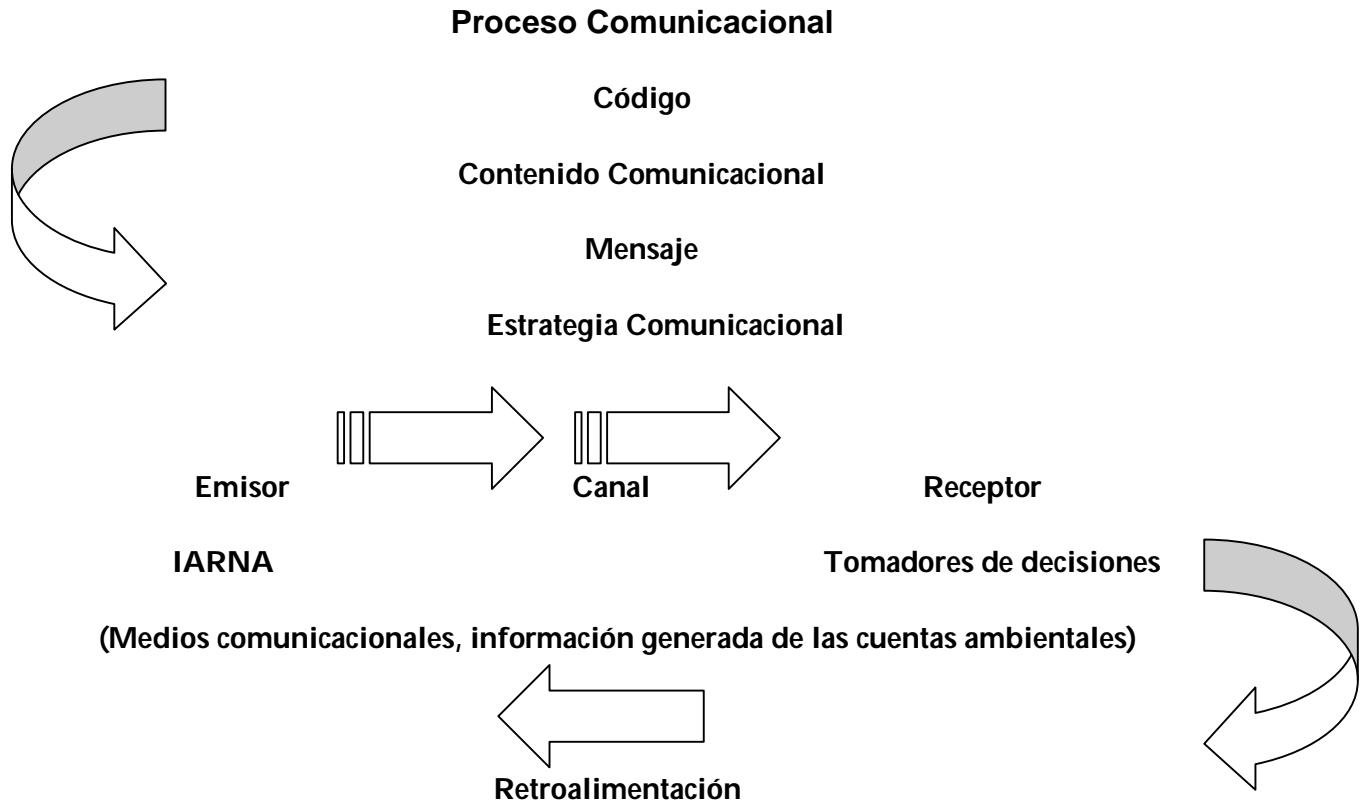 Proceso Comunicacional
Código
Contenido Comunicacional
Mensaje
Estrategia Comunicacional
Emisor Canal Receptor
IARNA Tomadores de decisiones
(Medios comunicacionales, información generada de las cuentas ambientales)
Retroalimentación